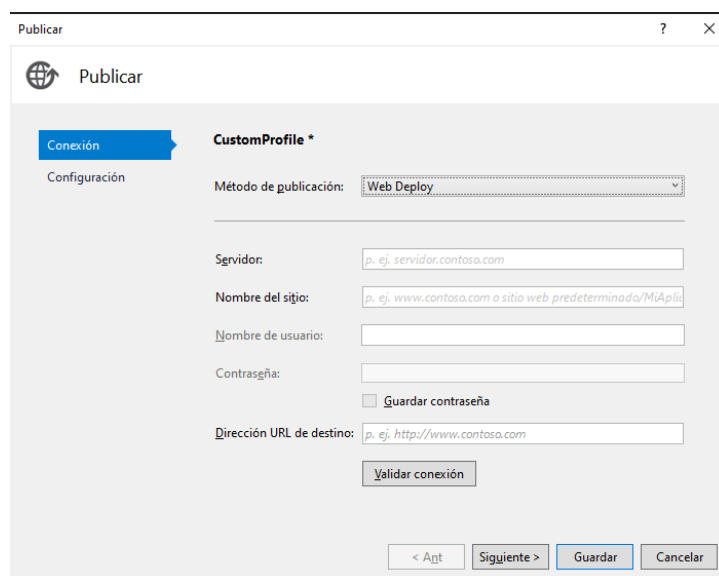 Publicar
?
Publicar
Conexión
Configuración
CustomProfile *
Método de publicación: Web Deploy
Servidor: p. ej. servidor.contoso.com
Nombre del sitio: p. ej. www.contoso.com o sitio web predeterminado/MiAplic
Nombre de usuario:
Contraseña:
Guardar contraseña
Dirección URL de destino: p. ej. http://www.contoso.com
Validar conexión
< Ant Siguiente > Guardar Cancelar